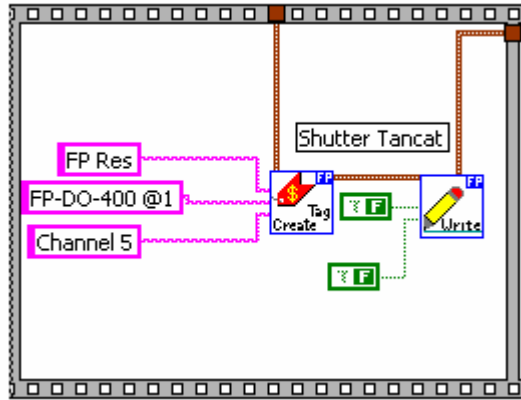 Shutter Tancat
FP Res
FP
FP
FP-DO-400 @1
$
Tag
Create
F
Write
Channel 5
F